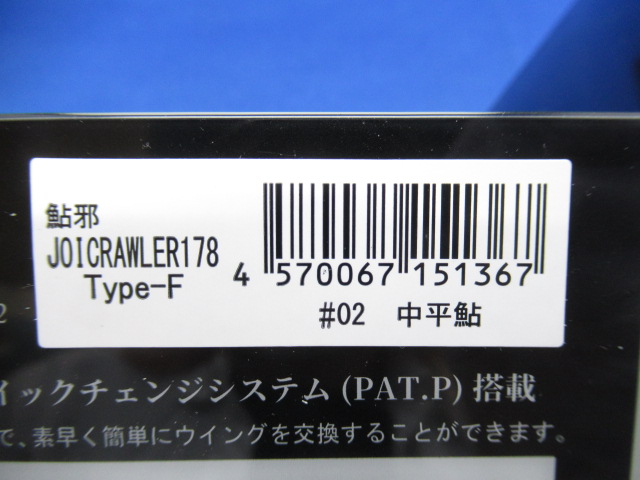 鮎邪
JOICRAWLER178
Type-F
4 570067 151367
#02 中平鮎
2
イックチェンジシステム (PAT.P) 搭載
で、素早く簡単にウイングを交換することができます。